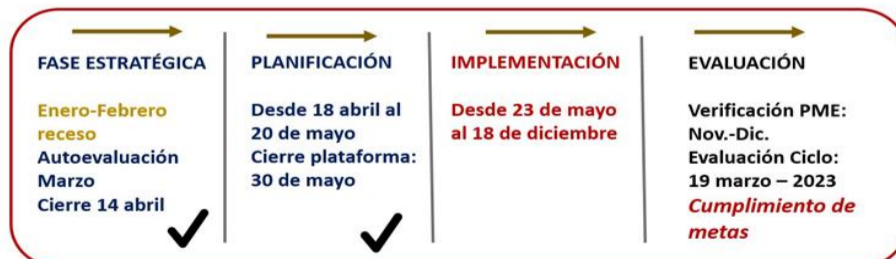 FASE ESTRATÉGICA
Enero-Febrero
receso
Autoevaluación
Marzo
Cierre 14 abril
PLANIFICACIÓN
Desde 18 abril al
20 de mayo
Cierre plataforma:
30 de mayo
IMPLEMENTACIÓN
Desde 23 de mayo
al 18 de diciembre
EVALUACIÓN
Verificación PME:
Nov.-Dic.
Evaluación Ciclo:
19 marzo – 2023
Cumplimiento de
metas